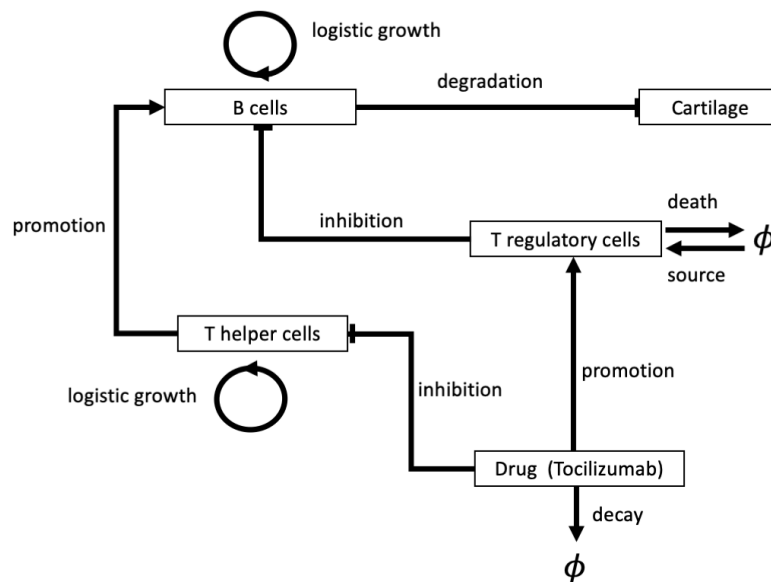 logistic growth
degradation
B cells
Cartilage
promotion
inhibition
death
T regulatory cells
ϕ
source
T helper cells
promotion
logistic growth
inhibition
Drug (Tocilizumab)
decay
ϕ